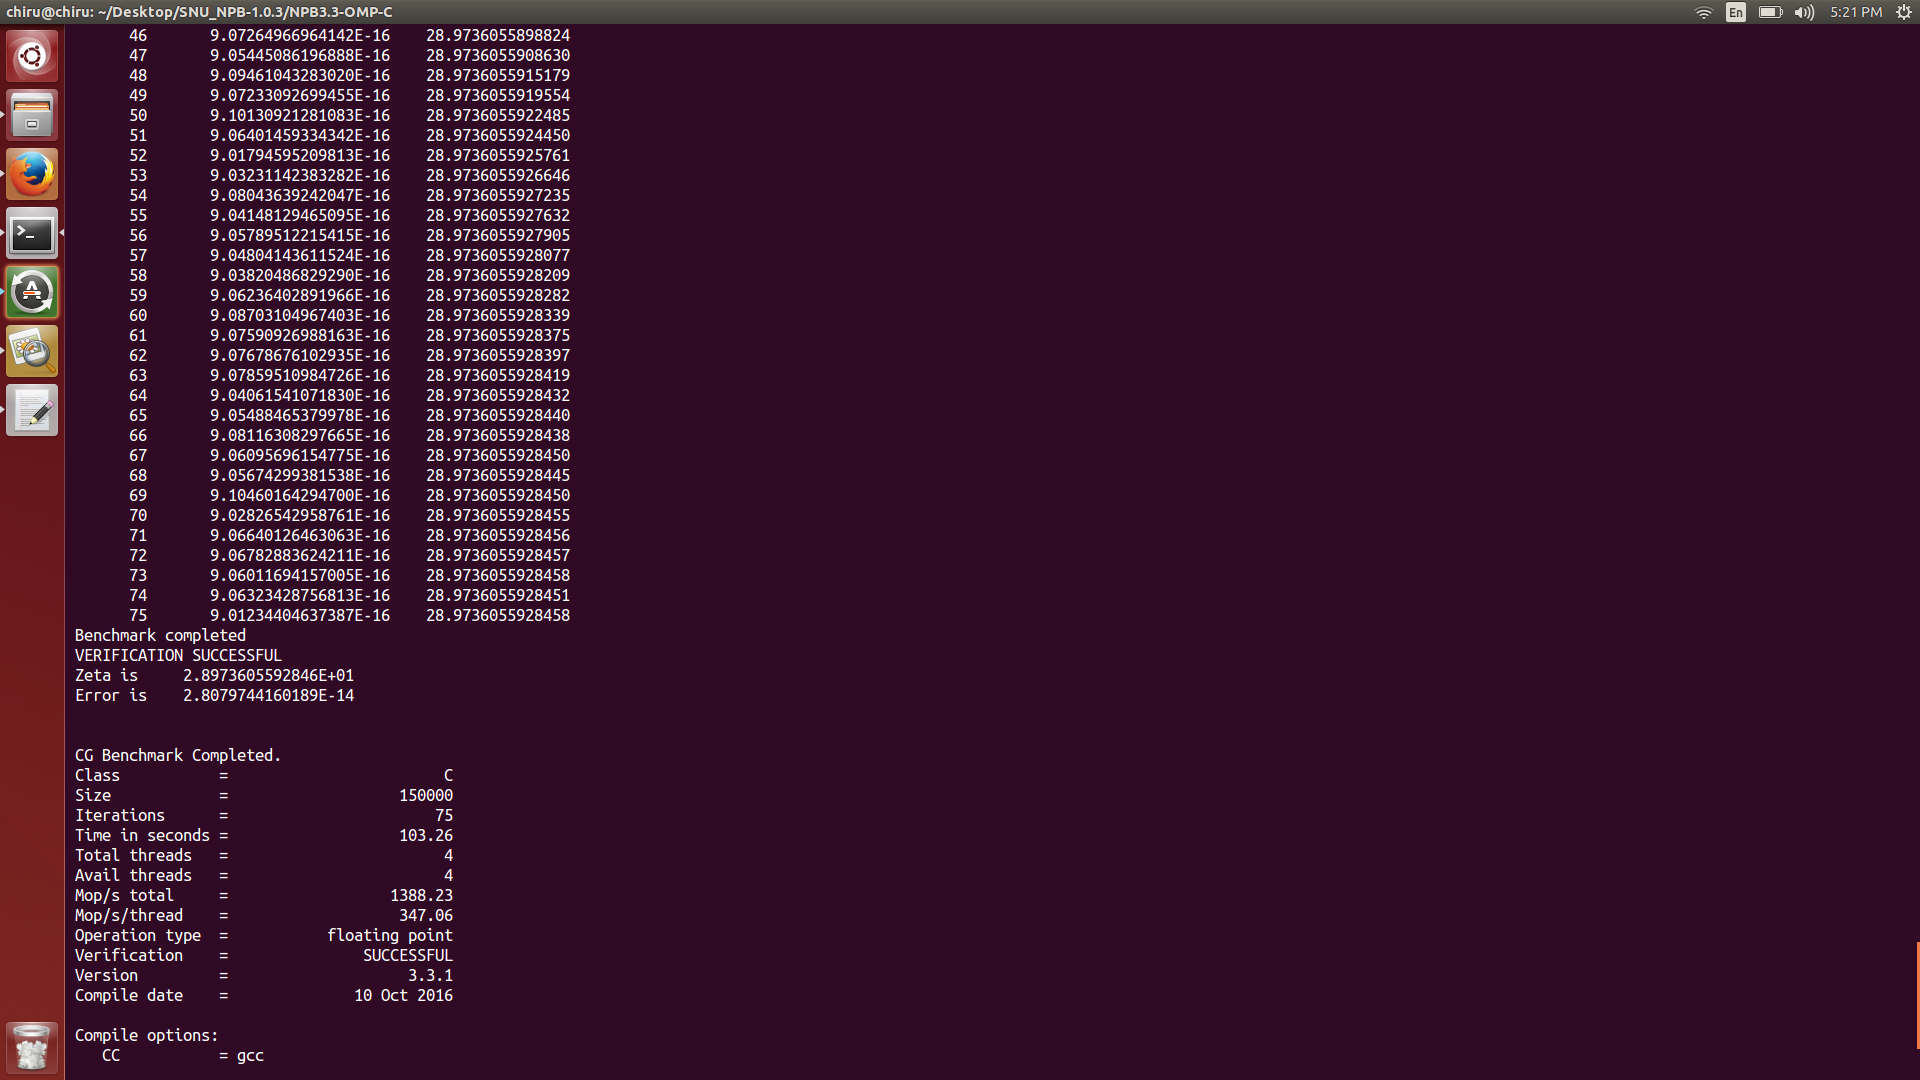 chiru@chiru: ~/Desktop/SNU_NPB-1.0.3/NPB3.3-OMP-C En 5:21 PM
46 9.07264966964142E-16 28.9736055898824
47 9.05445086196888E-16 28.9736055908630
48 9.09461043283020E-16 28.9736055915179
49 9.07233092699455E-16 28.9736055919554
50 9.10130921281083E-16 28.9736055922485
51 9.06401459334342E-16 28.9736055924450
52 9.01794595209813E-16 28.9736055925761
53 9.03231142383282E-16 28.9736055926646
54 9.08043639242047E-16 28.9736055927235
55 9.04148129465095E-16 28.9736055927632
56 9.05789512215415E-16 28.9736055927905
57 9.04804143611524E-16 28.9736055928077
58 9.03820486829290E-16 28.9736055928209
59 9.06236402891966E-16 28.9736055928282
60 9.08703104967403E-16 28.9736055928339
61 9.07590926988163E-16 28.9736055928375
62 9.07678676102935E-16 28.9736055928397
63 9.07859510984726E-16 28.9736055928419
64 9.04061541071830E-16 28.9736055928432
65 9.05488465379978E-16 28.9736055928440
66 9.08116308297665E-16 28.9736055928438
67 9.06095696154775E-16 28.9736055928450
68 9.05674299381538E-16 28.9736055928445
69 9.10460164294700E-16 28.9736055928450
70 9.02826542958761E-16 28.9736055928455
71 9.06640126463063E-16 28.9736055928456
72 9.06782883624211E-16 28.9736055928457
73 9.06011694157005E-16 28.9736055928458
74 9.06323428756813E-16 28.9736055928451
75 9.01234404637387E-16 28.9736055928458
Benchmark completed
VERIFICATION SUCCESSFUL
Zeta is 2.8973605592846E+01
Error is 2.8079744160189E-14
CG Benchmark Completed.
Class = C
Size = 150000
Iterations = 75
Time in seconds = 103.26
Total threads = 4
Avail threads = 4
Mop/s total = 1388.23
Mop/s/thread = 347.06
Operation type = floating point
Verification = SUCCESSFUL
Version = 3.3.1
Compile date = 10 Oct 2016
Compile options:
CC = gcc